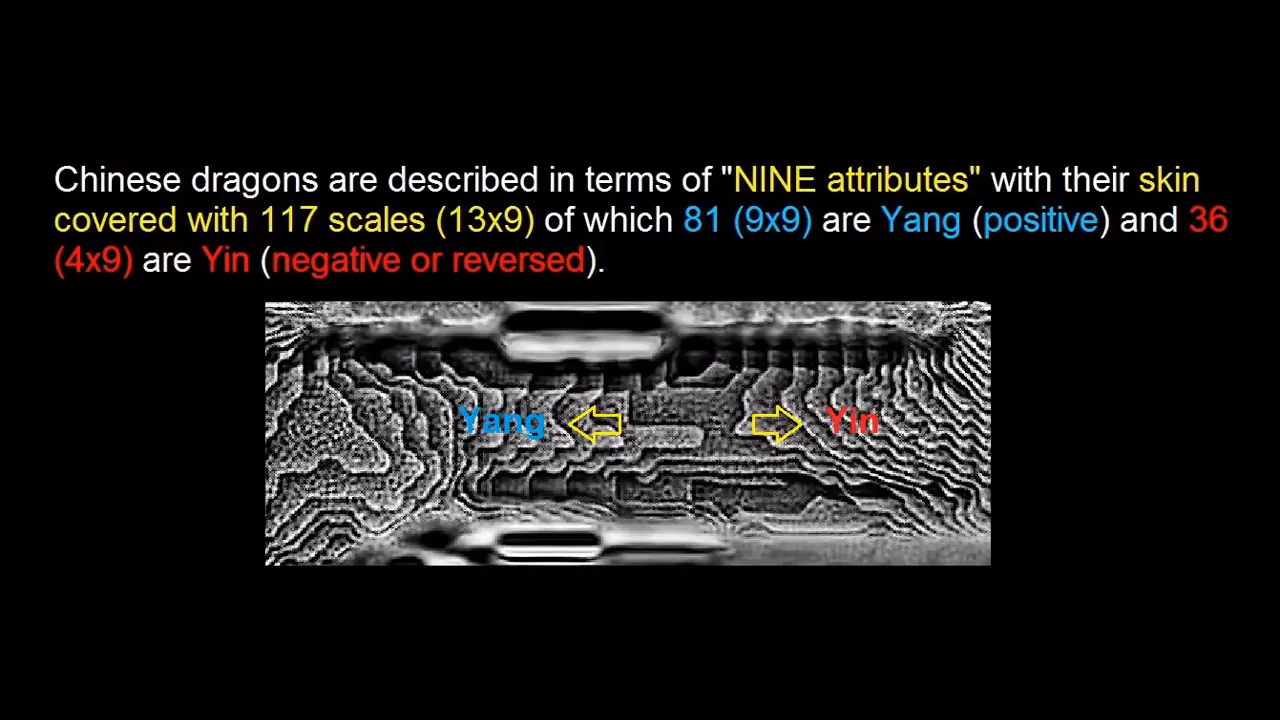 Chinese dragons are described in terms of "NINE attributes" with their skin
covered with 117 scales (13x9) of which 81 (9x9) are Yang (positive) and 36
(4x9) are Yin (negative or reversed).
Yang Yin